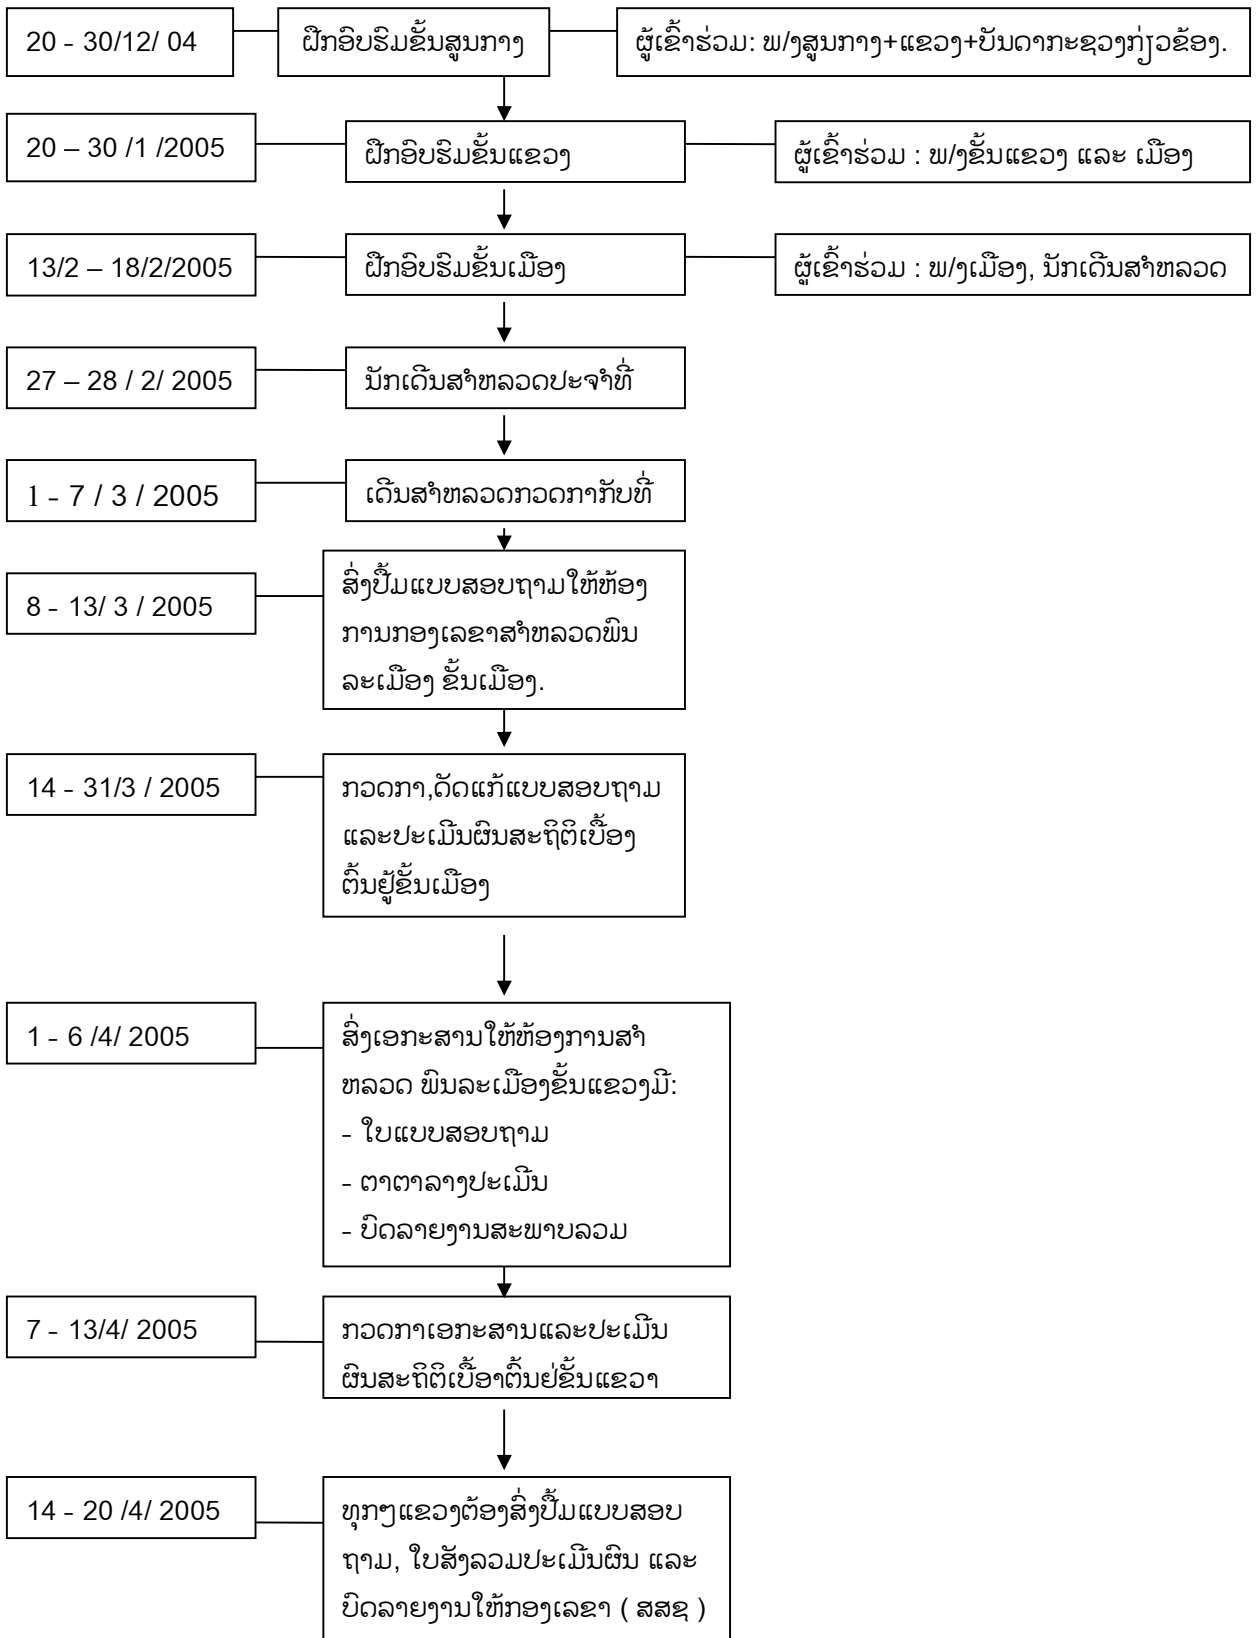 20 - 30/12/ 04
ຝຶກອົບຮົມຂັ້ນສູນກາງ
ຜູ້ເຂົ້າຮ່ວມ: ພ/ງສູນກາງ+ແຂວງ+ບັນດາກະຊວງກ່ຽວຂ້ອງ.
20 – 30 /1 /2005
ຝຶກອົບຮົມຂັ້ນແຂວງ
ຜູ້ເຂົ້າຮ່ວມ : ພ/ງຂັ້ນແຂວງ ແລະ ເມືອງ
13/2 – 18/2/2005
ຝຶກອົບຮົມຂັ້ນເມືອງ
ຜູ້ເຂົ້າຮ່ວມ : ພ/ງເມືອງ, ນັກເດີນສຳຫລວດ
27 – 28 / 2/ 2005
ນັກເດີນສຳຫລວດປະຈຳທີ່
1 - 7 / 3 / 2005
ເດີນສຳຫລວດກວດກາກັບທີ່
8 - 13/ 3 / 2005
ສົ່ງປຶ້ມແບບສອບຖາມໃຫ້ຫ້ອງ
ການກອງເລຂາສຳຫລວດພົນ
ລະເມືອງ ຂັ້ນເມືອງ.
14 - 31/3 / 2005
ກວດກາ,ດັດແກ້ແບບສອບຖາມ
ແລະປະເມີນຜົນສະຖິຕິເບື້ອງ
ຕົ້ນຢູ່ຂັ້ນເມືອງ
1 - 6 /4/ 2005
ສົ່ງເອກະສານໃຫ້ຫ້ອງການສຳ
ຫລວດ ພົນລະເມືອງຂັ້ນແຂວງມີ:
- ໃບແບບສອບຖາມ
- ຕາຕາລາງປະເມີນ
- ບົດລາຍງານສະພາບລວມ
7 - 13/4/ 2005
ກວດກາເອກະສານແລະປະເມີນ
ຜົນສະຖິຕິເບື້ອງຕົ້ນຢູ່ຂັ້ນແຂວງ
14 - 20 /4/ 2005
ທຸກໆແຂວງຕ້ອງສົ່ງປຶ້ມແບບສອບ
ຖາມ, ໃບສັງລວມປະເມີນຜົນ ແລະ
ບົດລາຍງານໃຫ້ກອງເລຂາ ( ສສຊ )